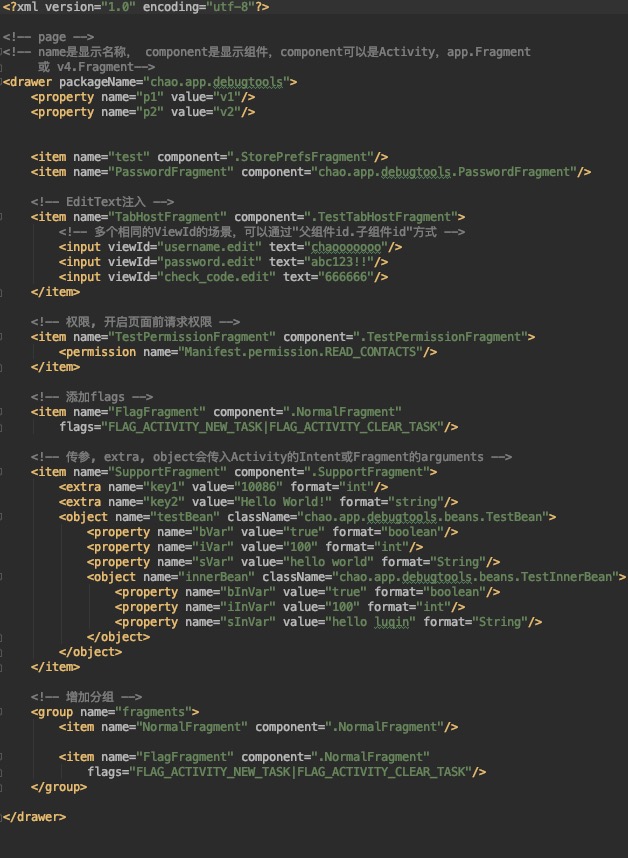 <?xml version="1.0" encoding="utf-8"?>
<!-- page -->
<!-- name是显示名称， component是显示组件，component可以是Activity，app.Fragment
或 v4.Fragment-->
<drawer packageName="chao.app.debugtools">
<property name="p1" value="v1"/>
<property name="p2" value="v2"/>
<item name="test" component=".StorePrefsFragment"/>
<item name="PasswordFragment" component="chao.app.debugtools.PasswordFragment"/>
<!-- EditText注入 -->
<item name="TabHostFragment" component=".TestTabHostFragment">
<!-- 多个相同的ViewId的场景，可以通过"父组件id.子组件id"方式 -->
<input viewId="username.edit" text="chaooooooo"/>
<input viewId="password.edit" text="abc123!!"/>
<input viewId="check_code.edit" text="666666"/>
</item>
<!-- 权限, 开启页面前请求权限 -->
<item name="TestPermissionFragment" component=".TestPermissionFragment">
<permission name="Manifest.permission.READ_CONTACTS"/>
</item>
<!-- 添加flags -->
<item name="FlagFragment" component=".NormalFragment"
flags="FLAG_ACTIVITY_NEW_TASK|FLAG_ACTIVITY_CLEAR_TASK"/>
<!-- 传参, extra, object会传入Activity的Intent或Fragment的arguments -->
<item name="SupportFragment" component=".SupportFragment">
<extra name="key1" value="10086" format="int"/>
<extra name="key2" value="Hello World!" format="string"/>
<object name="testBean" className="chao.app.debugtools.beans.TestBean">
<property name="bVar" value="true" format="boolean"/>
<property name="iVar" value="100" format="int"/>
<property name="sVar" value="hello world" format="String"/>
<object name="innerBean" className="chao.app.debugtools.beans.TestInnerBean">
<property name="bInVar" value="true" format="boolean"/>
<property name="iInVar" value="100" format="int"/>
<property name="sInVar" value="hello luqin" format="String"/>
</object>
</object>
</item>
<!-- 增加分组 -->
<group name="fragments">
<item name="NormalFragment" component=".NormalFragment"/>
<item name="FlagFragment" component=".NormalFragment"
flags="FLAG_ACTIVITY_NEW_TASK|FLAG_ACTIVITY_CLEAR_TASK"/>
</group>
</drawer>